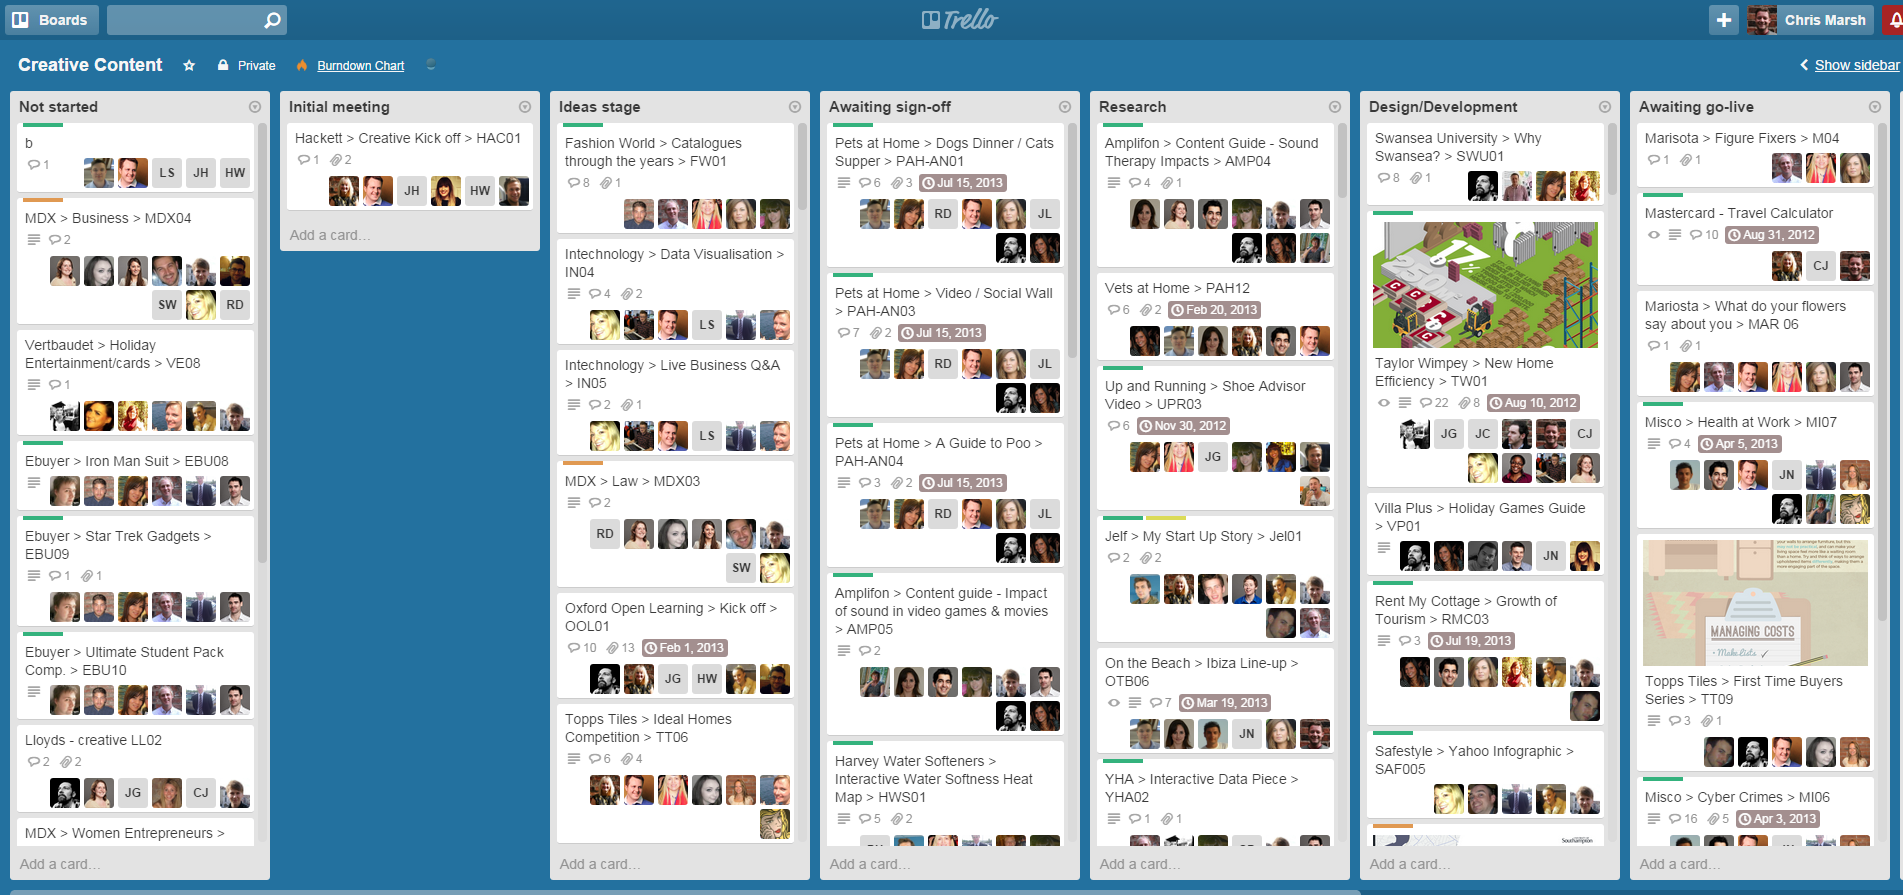 Boards
Trello
Chris Marsh
Creative Content
Private
Burndown Chart
Show sidebar
Not started
b
1
LS
JH
HW
MDX > Business > MDX04
2
SW
RD
Vertbaudet > Holiday
Entertainment/cards > VE08
1
Ebuyer > Iron Man Suit > EBU08
Ebuyer > Star Trek Gadgets >
EBU09
1 1
Ebuyer > Ultimate Student Pack
Comp. > EBU10
Lloyds - creative LL02
2 2
JG
CJ
MDX > Women Entrepreneurs >
Add a card…
Initial meeting
Hackett > Creative Kick off > HAC01
1 2
JH
HW
Add a card…
Ideas stage
Fashion World > Catalogues
through the years > FW01
8 1
Intechnology > Data Visualisation >
IN04
4 2
LS
Intechnology > Live Business Q&A
> IN05
2 1
LS
MDX > Law > MDX03
2
RD
SW
Oxford Open Learning > Kick off >
OOL01
10 13 Feb 1, 2013
JG
HW
Topps Tiles > Ideal Homes
Competition > TT06
6 4
Add a card…
Awaiting sign-off
Pets at Home > Dogs Dinner / Cats
Supper > PAH-AN01
6 3 Jul 15, 2013
RD
JL
Pets at Home > Video / Social Wall
> PAH-AN03
7 2 Jul 15, 2013
RD
JL
Pets at Home > A Guide to Poo >
PAH-AN04
3 2 Jul 15, 2013
RD
JL
Amplifon > Content guide - Impact
of sound in video games & movies
> AMP05
2
Harvey Water Softeners >
Interactive Water Softness Heat
Map > HWS01
5 2
Add a card…
Research
Amplifon > Content Guide - Sound
Therapy Impacts > AMP04
4 1
Vets at Home > PAH12
6 2 Feb 20, 2013
Up and Running > Shoe Advisor
Video > UPR03
6 Nov 30, 2012
JG
Jelf > My Start Up Story > Jel01
2 2
On the Beach > Ibiza Line-up >
OTB06
7 Mar 19, 2013
JN
YHA > Interactive Data Piece >
YHA02
1 1
Add a card…
Design/Development
Swansea University > Why
Swansea? > SWU01
8 1
17%
Taylor Wimpey > New Home
Efficiency > TW01
22 8 Aug 10, 2012
JG
JC
CJ
Villa Plus > Holiday Games Guide
> VP01
JN
Rent My Cottage > Growth of
Tourism > RMC03
3 Jul 19, 2013
Safestyle > Yahoo Infographic >
SAF005
Southampton
Add a card…
Awaiting go-live
Marisota > Figure Fixers > M04
1 1
Mastercard - Travel Calculator
10 Aug 31, 2012
CJ
Mariosta > What do your flowers
say about you > MAR 06
1 1
Misco > Health at Work > MI07
4 Apr 5, 2013
JN
MANAGING COSTS
Make Lists
Topps Tiles > First Time Buyers
Series > TT09
3 1
Misco > Cyber Crimes > MI06
16 5 Apr 3, 2013
Add a card…